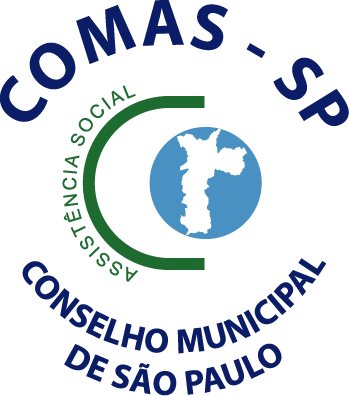 COMAS - SP
ASSISTÊNCIA SOCIAL
CONSELHO MUNICIPAL
DE SÃO PAULO